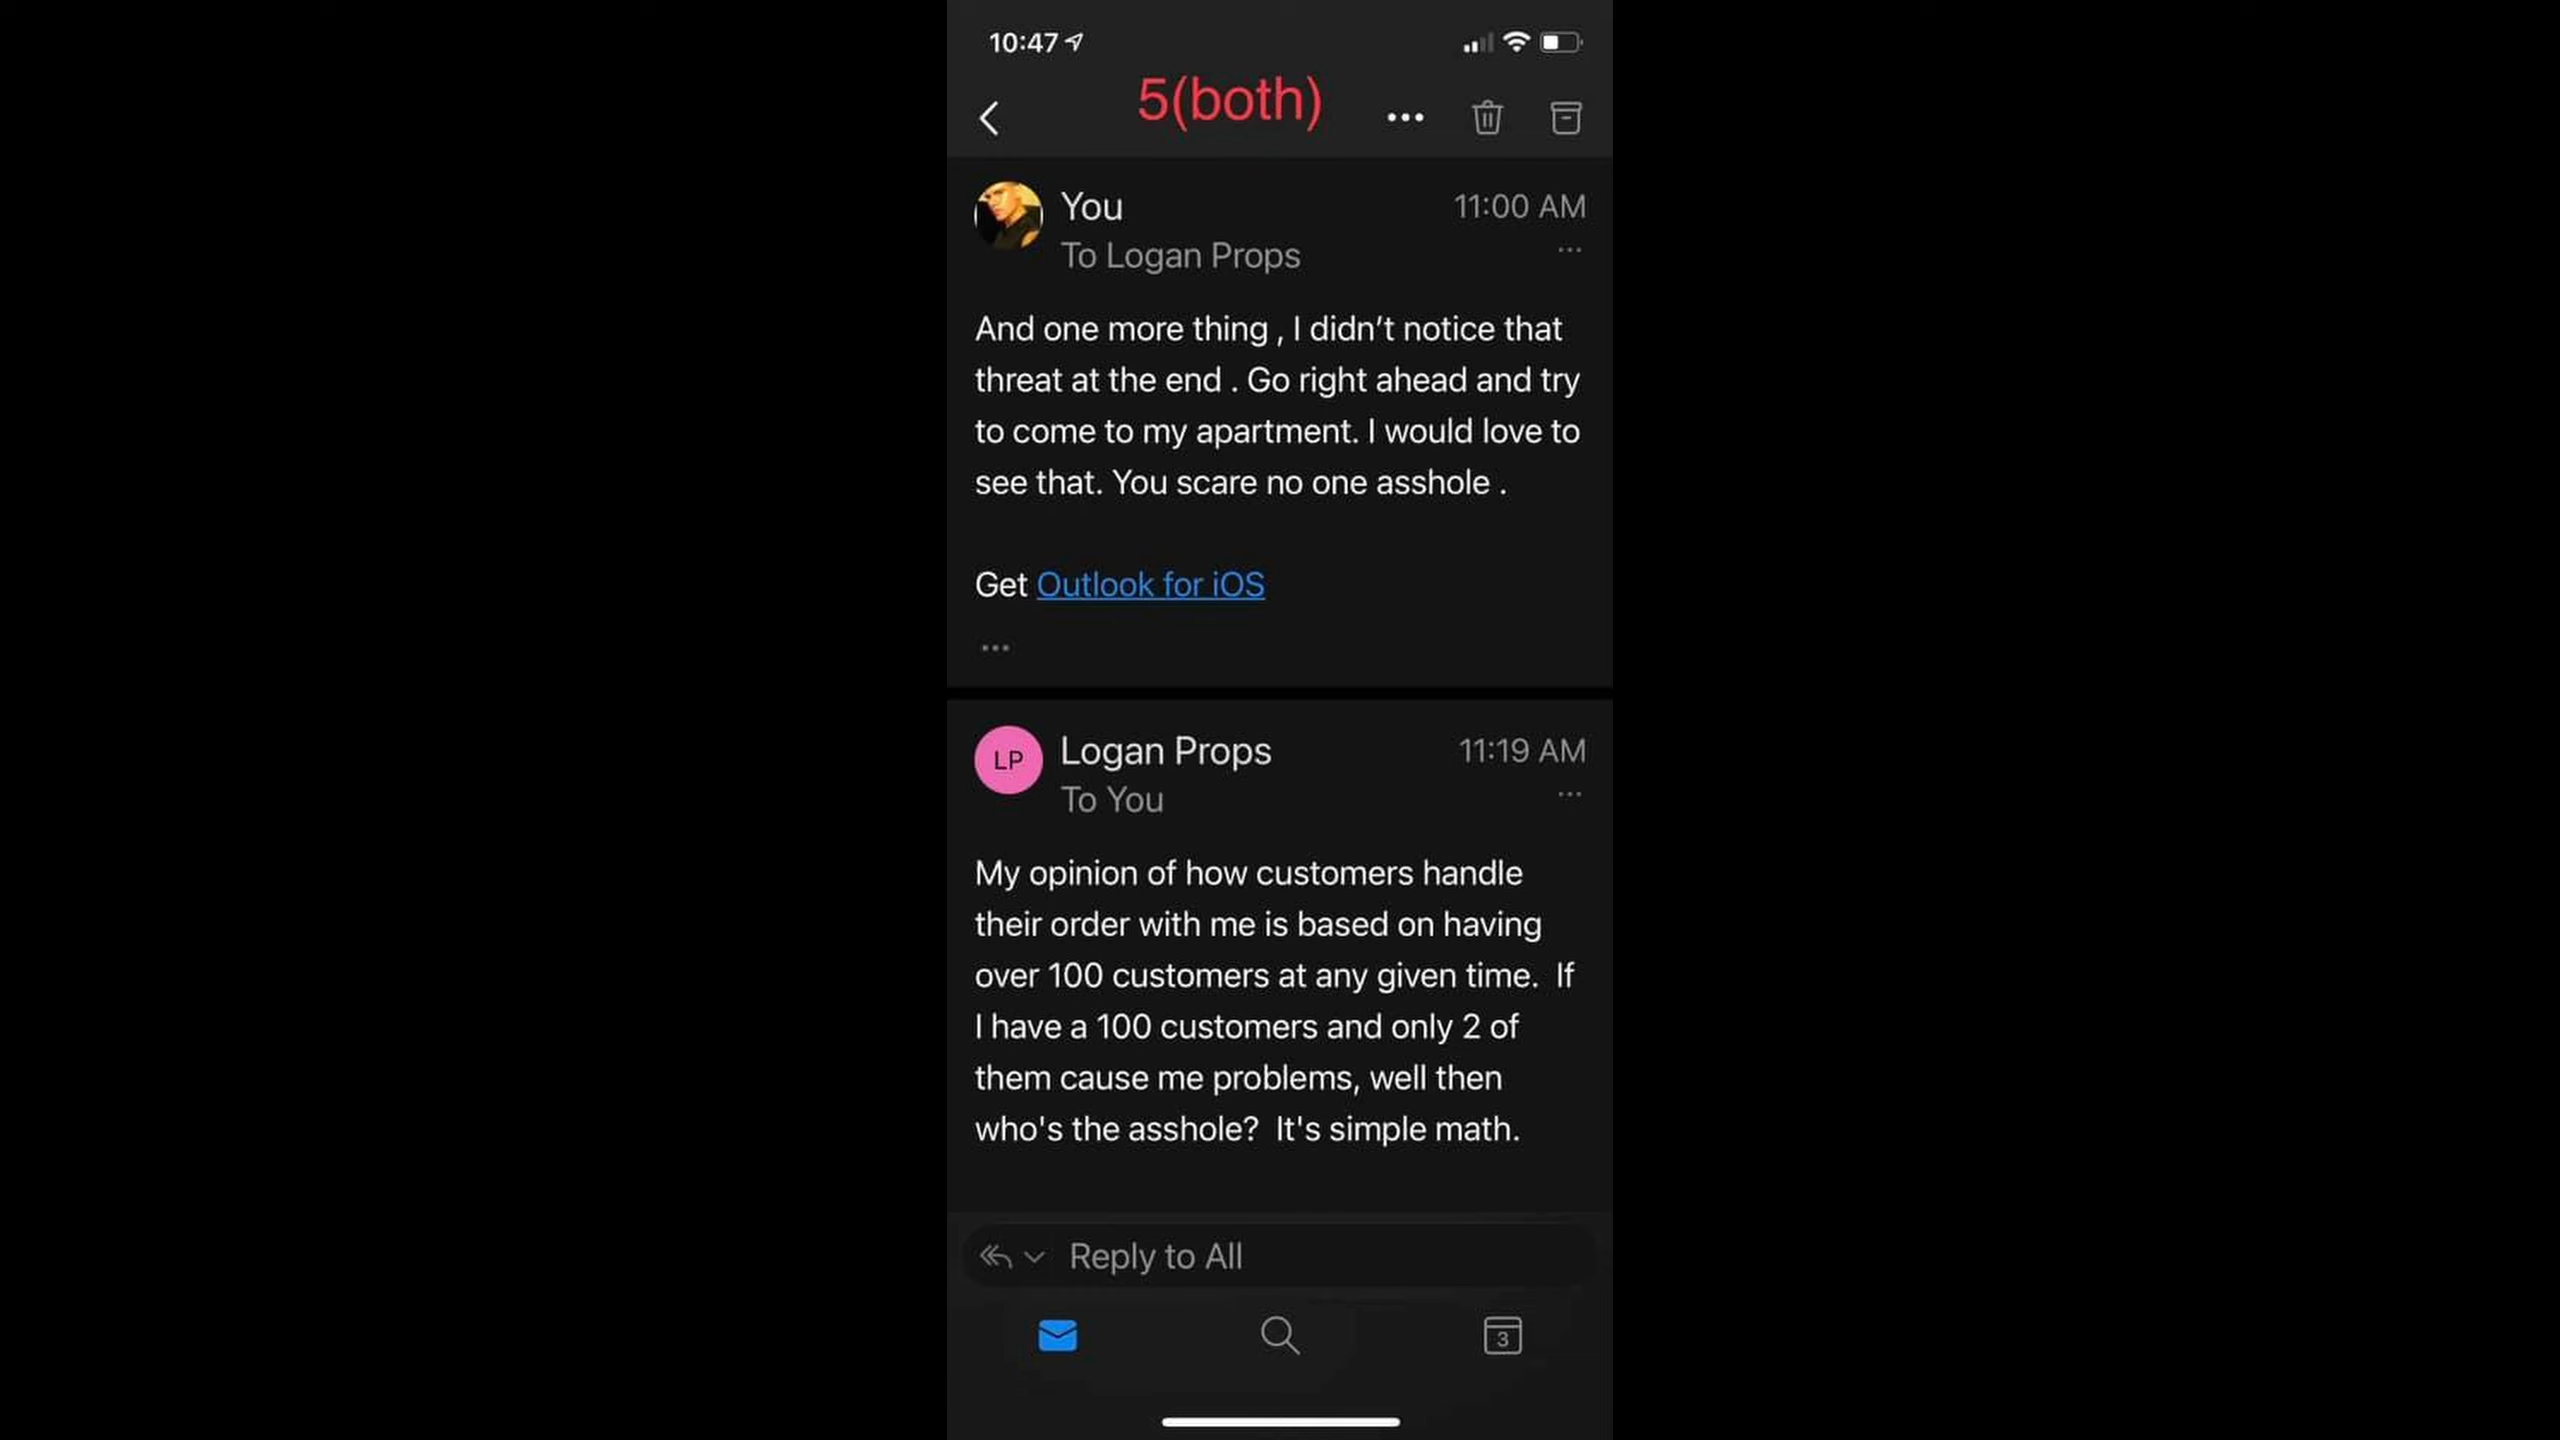 10:47
5(both)
You
11:00 AM
To Logan Props
And one more thing , I didn’t notice that
threat at the end . Go right ahead and try
to come to my apartment. I would love to
see that. You scare no one asshole .
Get Outlook for iOS
LP
Logan Props
11:19 AM
To You
My opinion of how customers handle
their order with me is based on having
over 100 customers at any given time.  If
I have a 100 customers and only 2 of
them cause me problems, well then
who's the asshole?  It's simple math.
Reply to All
3